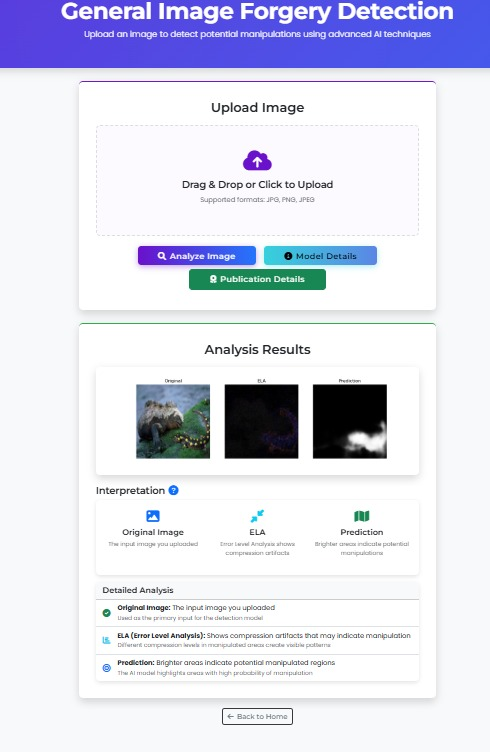 General Image Forgery Detection
Upload an image to detect potential manipulations using advanced AI techniques
Upload Image
Drag & Drop or Click to Upload
Supported formats: JPG, PNG, JPEG
Analyze Image
Model Details
Publication Details
Analysis Results
Original
ELA
Prediction
Interpretation ?
Original Image
The input image you uploaded
ELA
Error Level Analysis shows
compression artifacts
Prediction
Brighter areas indicate potential
manipulations
Detailed Analysis
Original Image: The input image you uploaded
Used as the primary input for the detection model
ELA (Error Level Analysis): Shows compression artifacts that may indicate manipulation
Different compression levels in manipulated areas create visible patterns
Prediction: Brighter areas indicate potential manipulated regions
The AI model highlights areas with high probability of manipulation
← Back to Home